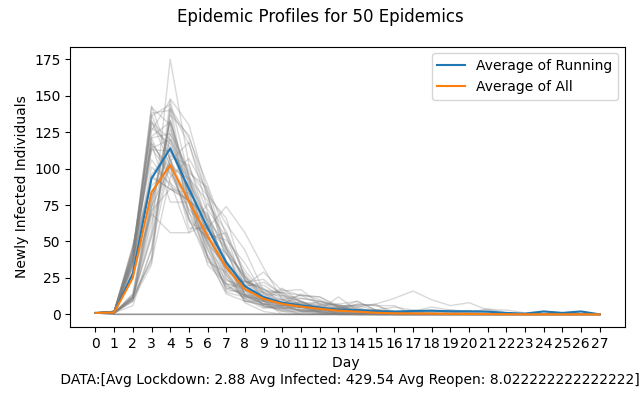 Epidemic Profiles for 50 Epidemics
Average of Running
Average of All
Newly Infected Individuals
175
150
125
100
75
50
25
0
0 1 2 3 4 5 6 7 8 9 10 11 12 13 14 15 16 17 18 19 20 21 22 23 24 25 26 27
Day
DATA:[Avg Lockdown: 2.88 Avg Infected: 429.54 Avg Reopen: 8.022222222222222]